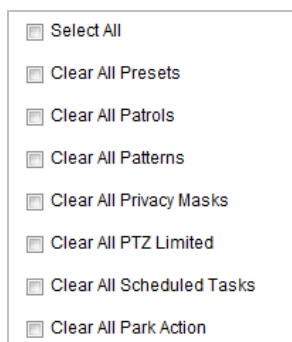 Select All
Clear All Presets
Clear All Patrols
Clear All Patterns
Clear All Privacy Masks
Clear All PTZ Limited
Clear All Scheduled Tasks
Clear All Park Action